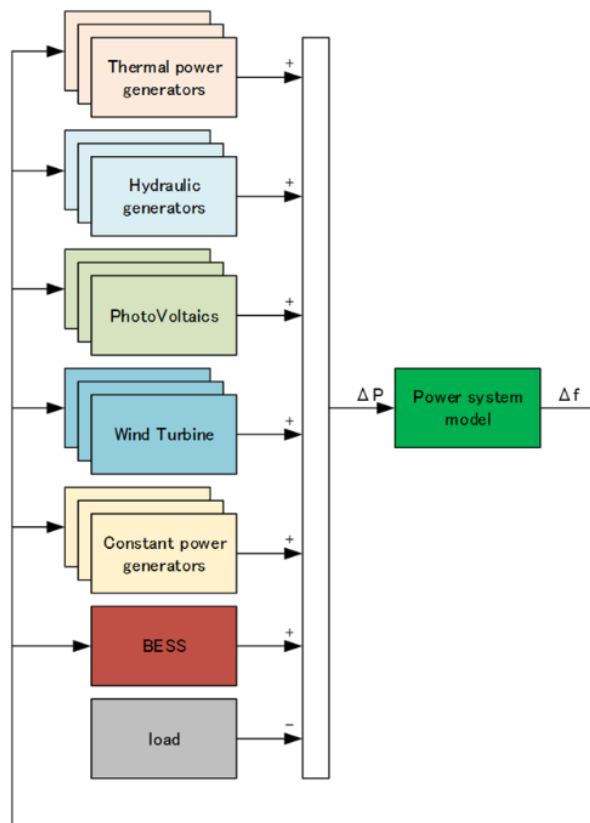 Thermal power
generators
+
Hydraulic
generators
+
PhotoVoltaics
+
Wind Turbine
+
Constant power
generators
+
BESS
+
load
−
ΔP
Power system
model
Δf